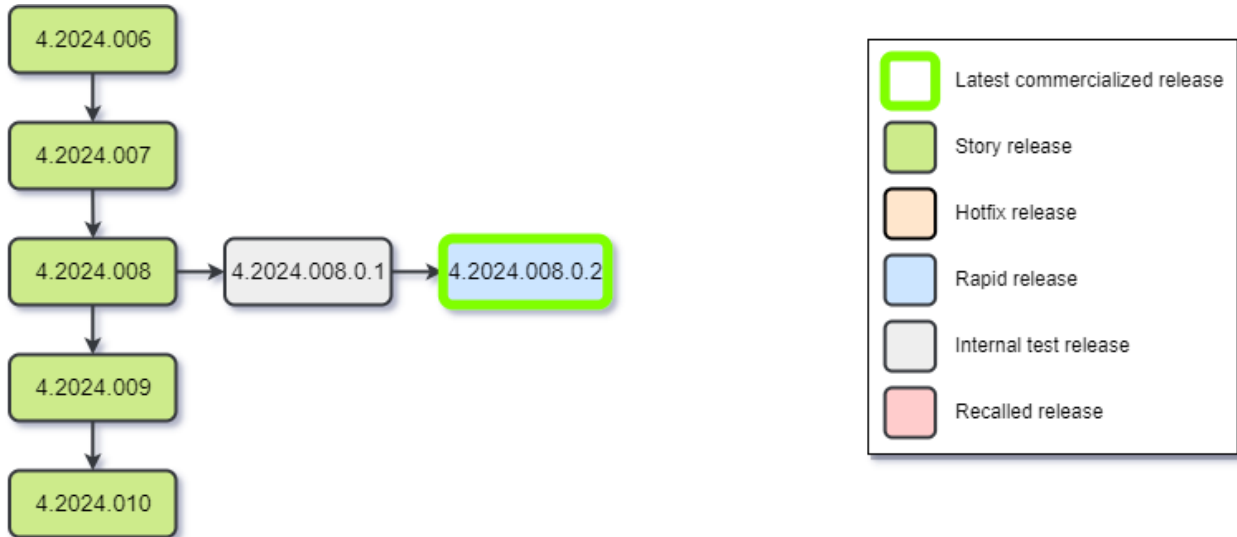 4.2024.006
4.2024.007
4.2024.008
4.2024.008.0.1
4.2024.008.0.2
4.2024.009
4.2024.010
Latest commercialized release
Story release
Hotfix release
Rapid release
Internal test release
Recalled release